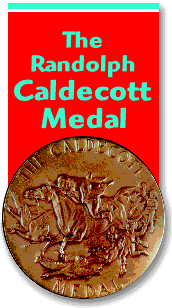 The
Randolph
Caldecott
Medal
THE CALDECOTT
MEDAL